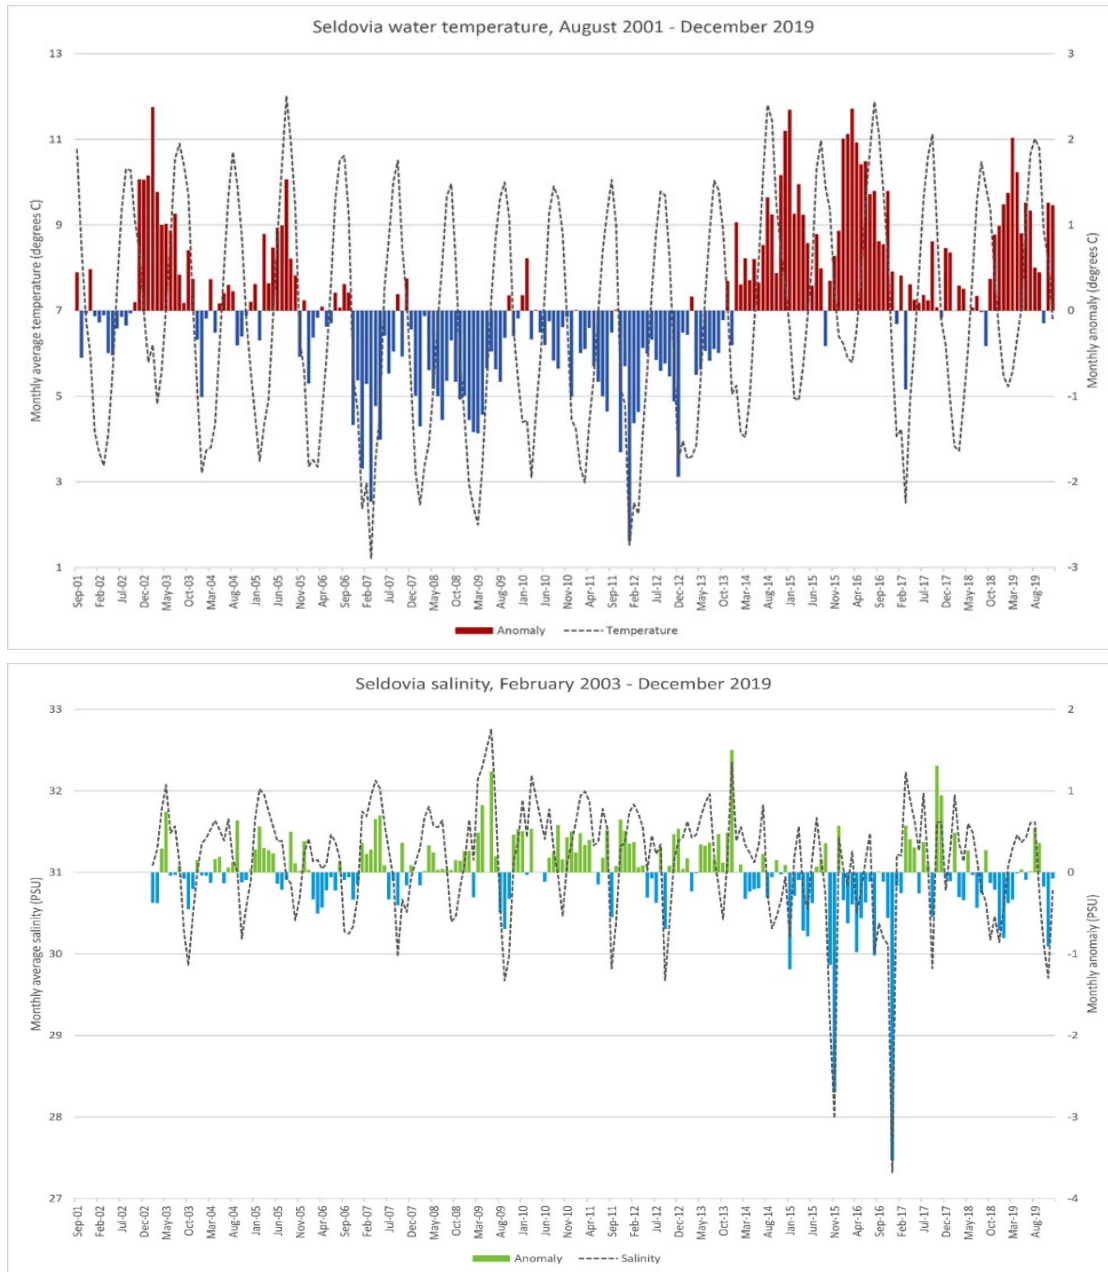 Seldovia water temperature, August 2001 - December 2019
Monthly average temperature (degrees C)
13
11
9
7
5
3
1
3
2
1
0
-1
-2
-3
Monthly anomaly (degrees C)
Sep-01 Feb-02 Jul-02 Dec-02 May-03 Oct-03 Mar-04 Aug-04 Jan-05 Jun-05 Nov-05 Apr-06 Sep-06 Feb-07 Jul-07 Dec-07 May-08 Oct-08 Mar-09 Aug-09 Jan-10 Jun-10 Nov-10 Apr-11 Sep-11 Feb-12 Jul-12 Dec-12 May-13 Oct-13 Mar-14 Aug-14 Jan-15 Jun-15 Nov-15 Apr-16 Sep-16 Feb-17 Jul-17 Dec-17 May-18 Oct-18 Mar-19 Aug-19
Anomaly Temperature
Seldovia salinity, February 2003 - December 2019
Monthly average salinity (PSU)
33
32
31
30
29
28
27
2
1
0
-1
-2
-3
-4
Monthly anomaly (PSU)
Sep-01 Feb-02 Jul-02 Dec-02 May-03 Oct-03 Mar-04 Aug-04 Jan-05 Jun-05 Nov-05 Apr-06 Sep-06 Feb-07 Jul-07 Dec-07 May-08 Oct-08 Mar-09 Aug-09 Jan-10 Jun-10 Nov-10 Apr-11 Sep-11 Feb-12 Jul-12 Dec-12 May-13 Oct-13 Mar-14 Aug-14 Jan-15 Jun-15 Nov-15 Apr-16 Sep-16 Feb-17 Jul-17 Dec-17 May-18 Oct-18 Mar-19 Aug-19
Anomaly Salinity